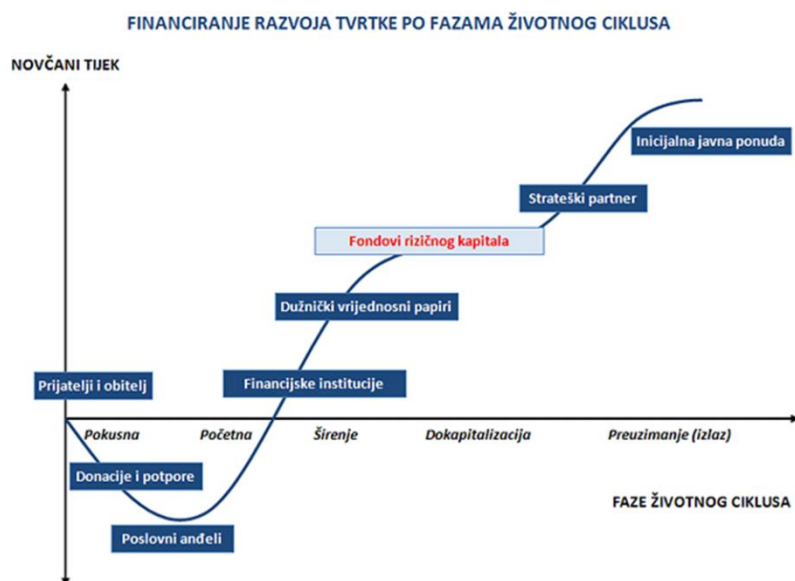 FINANCIRANJE RAZVOJA TVRTKE PO FAZAMA ŽIVOTNOG CIKLUSA
NOVČANI TIJEK
Inicijalna javna ponuda
Strateški partner
Fondovi rizičnog kapitala
Dužnički vrijednosni papiri
Prijatelji i obitelj
Financijske institucije
Pokusna
Početna
Širenje
Dokapitalizacija
Preuzimanje (izlaz)
Donacije i potpore
FAZE ŽIVOTNOG CIKLUSA
Poslovni anđeli